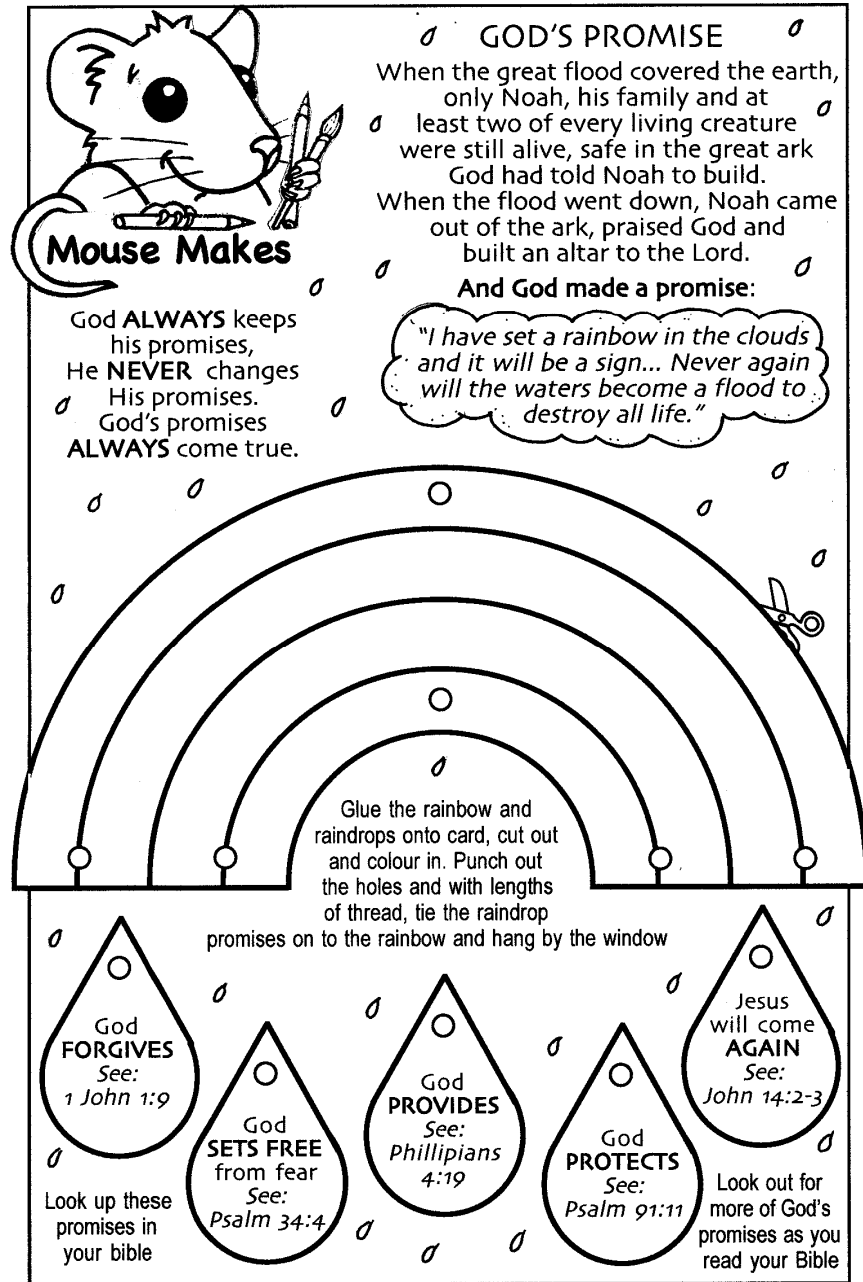 Mouse Makes
GOD'S PROMISE
When the great flood covered the earth,
only Noah, his family and at
least two of every living creature
were still alive, safe in the great ark
God had told Noah to build.
When the flood went down, Noah came
out of the ark, praised God and
built an altar to the Lord.
And God made a promise:
"I have set a rainbow in the clouds
and it will be a sign... Never again
will the waters become a flood to
destroy all life."
God ALWAYS keeps
his promises,
He NEVER changes
His promises.
God's promises
ALWAYS come true.
Glue the rainbow and
raindrops onto card, cut out
and colour in. Punch out
the holes and with lengths
of thread, tie the raindrop
promises on to the rainbow and hang by the window
God
FORGIVES
See:
1 John 1:9
God
SETS FREE
from fear
See:
Psalm 34:4
God
PROVIDES
See:
Phillipians
4:19
God
PROTECTS
See:
Psalm 91:11
Jesus
will come
AGAIN
See:
John 14:2-3
Look up these
promises in
your bible
Look out for
more of God's
promises as you
read your Bible